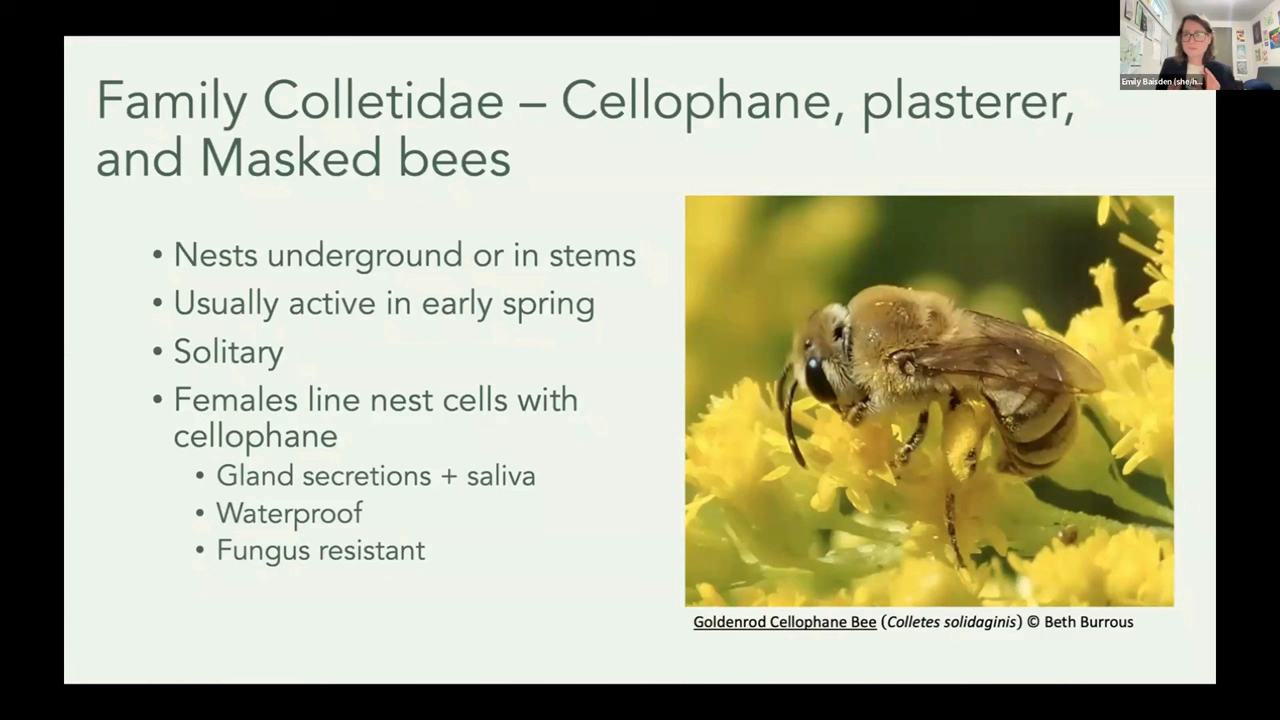 Emily Baisden (she/h...
Family Colletidae – Cellophane, plasterer,
and Masked bees
• Nests underground or in stems
• Usually active in early spring
• Solitary
• Females line nest cells with
cellophane
• Gland secretions + saliva
• Waterproof
• Fungus resistant
Goldenrod Cellophane Bee (Colletes solidaginis) © Beth Burrous